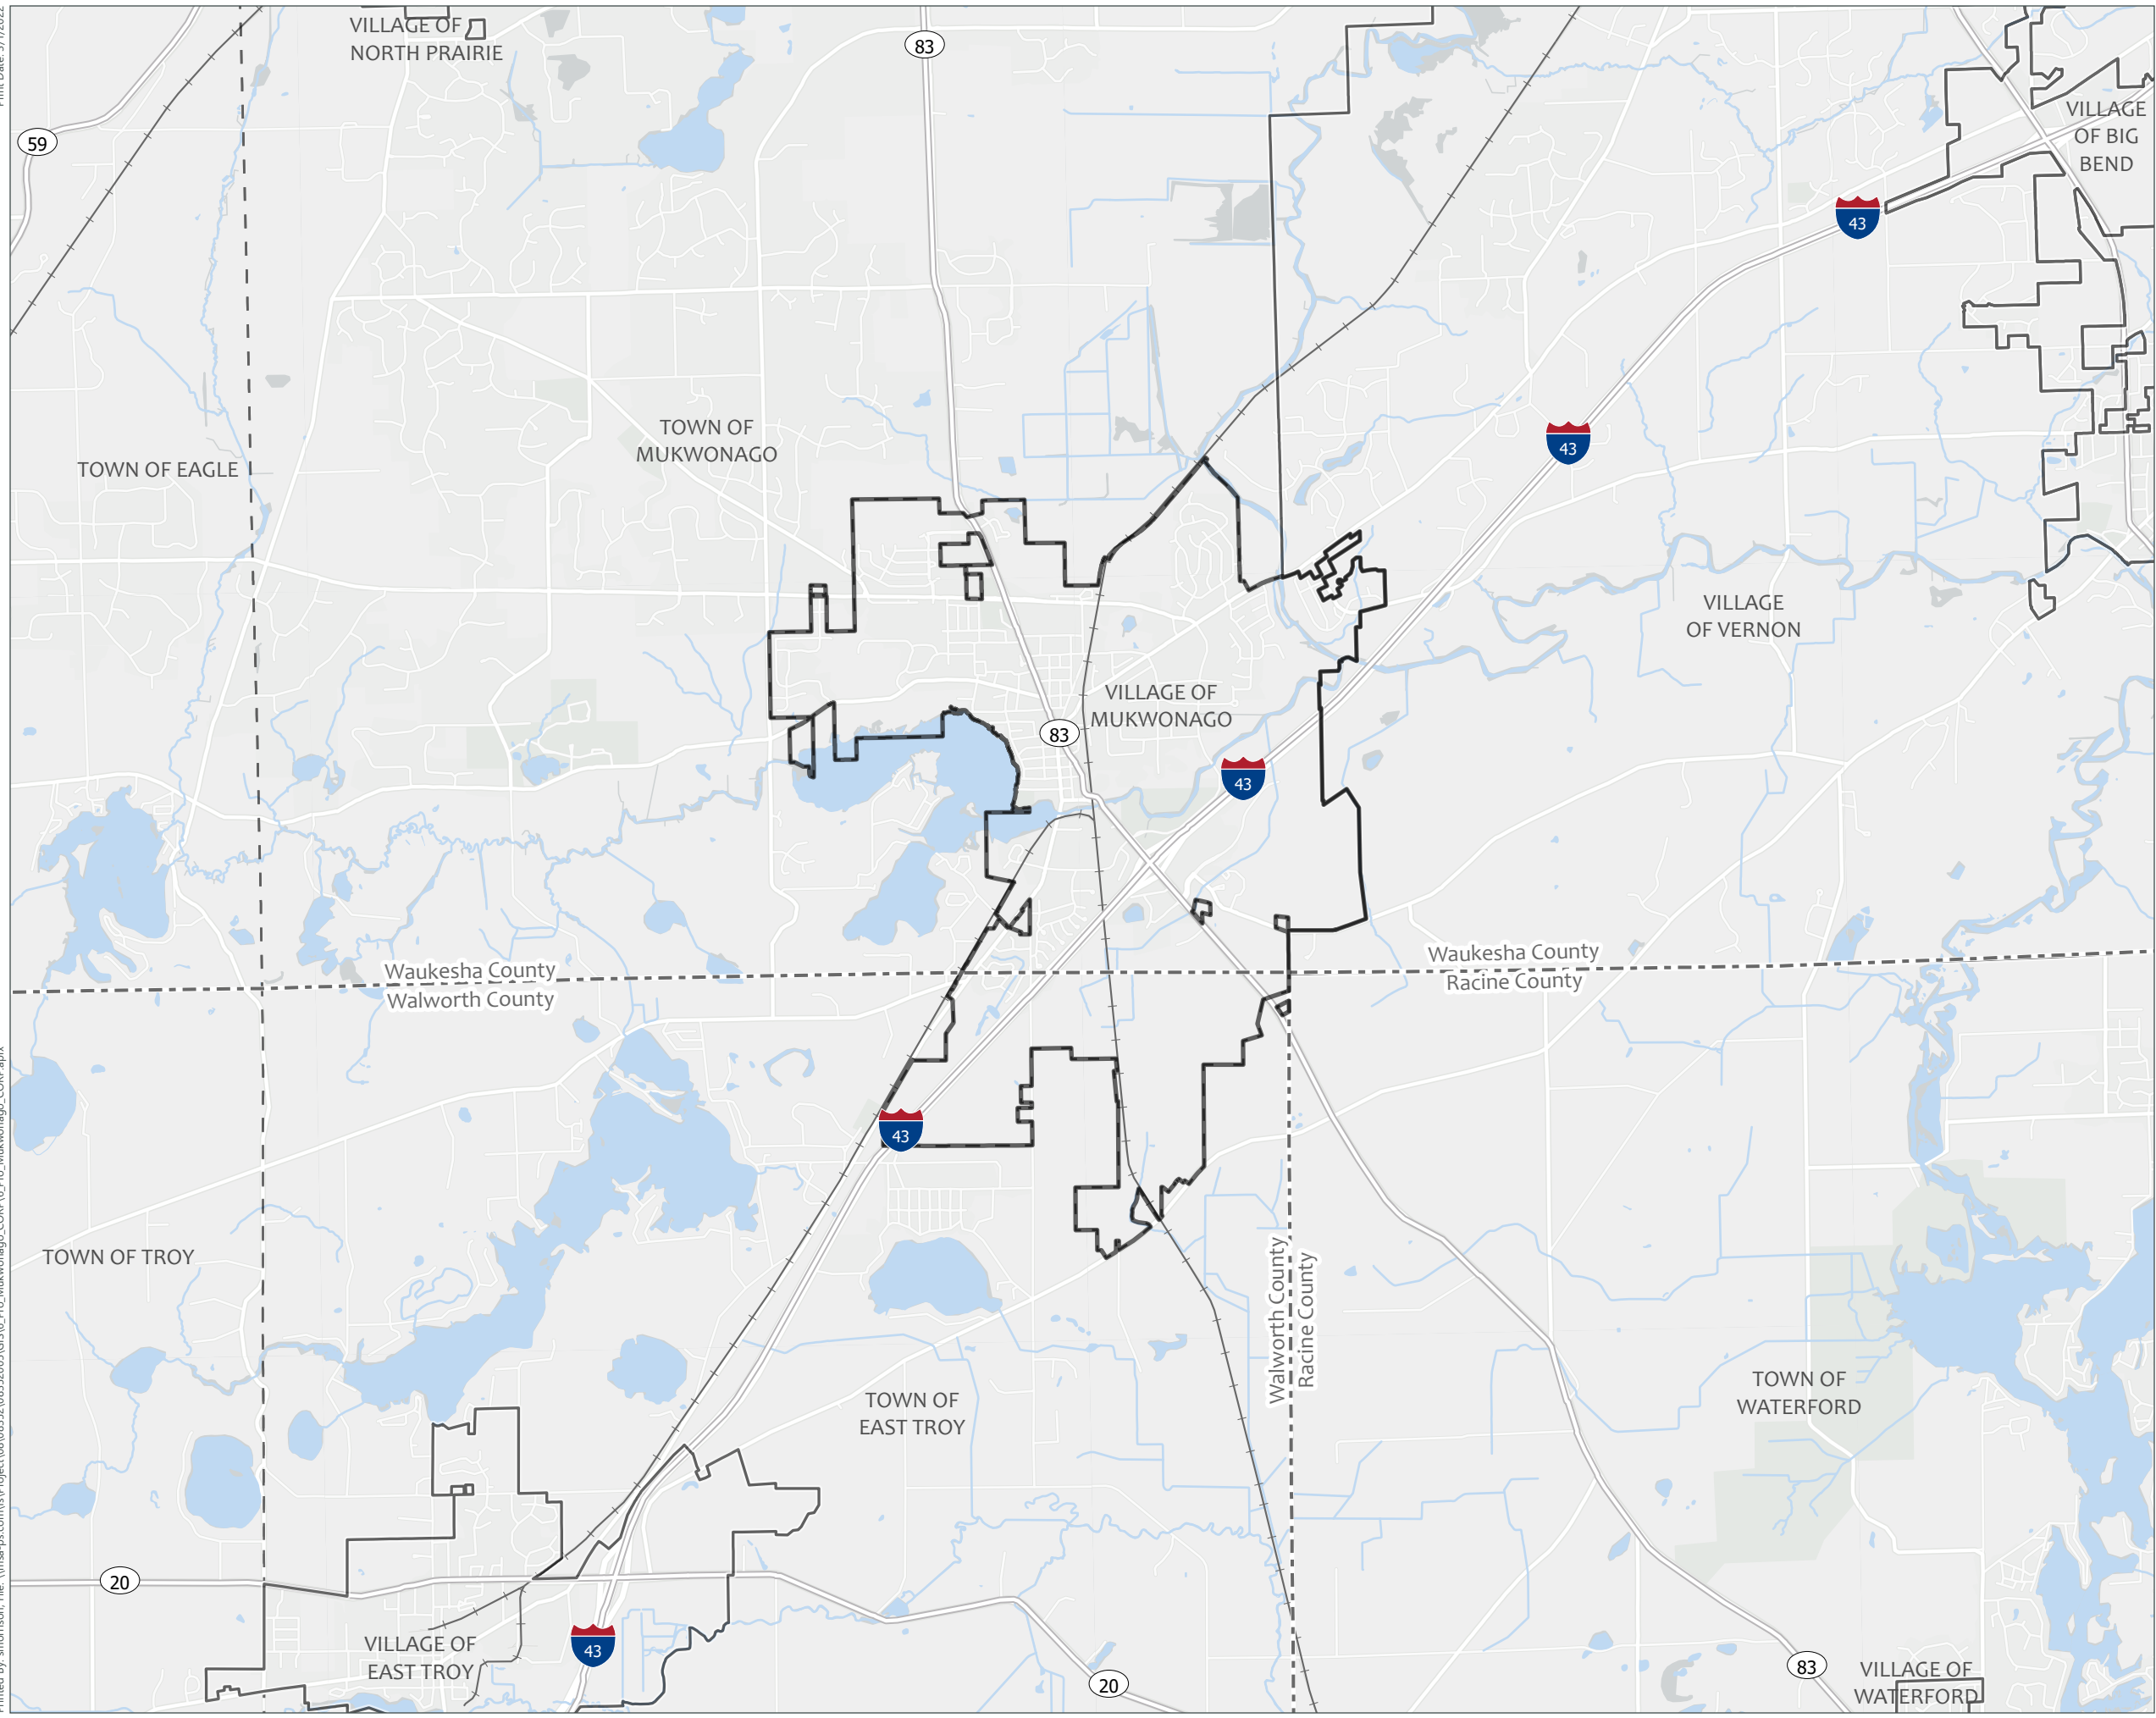 VILLAGE OF
NORTH PRAIRIE
83
59
VILLAGE
OF BIG
BEND
43
TOWN OF
MUKWONAGO
43
TOWN OF EAGLE
VILLAGE
OF VERNON
VILLAGE OF
MUKWONAGO
83
43
Waukesha County
Walworth County
Waukesha County
Racine County
43
TOWN OF TROY
Walworth County
Racine County
TOWN OF
EAST TROY
TOWN OF
WATERFORD
20
VILLAGE OF
EAST TROY
43
20
83
VILLAGE OF
WATERFORD